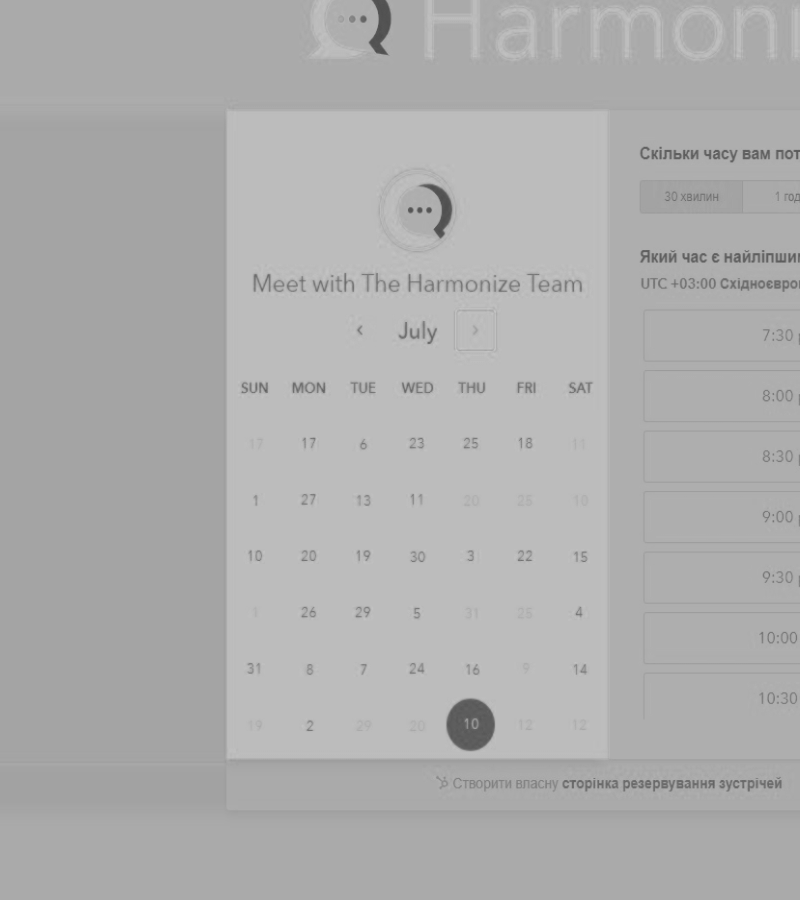 Harmoni
Meet with The Harmonize Team
‹ July ›
SUN MON TUE WED THU FRI SAT
17 17 6 23 25 18 11
1 27 13 11 20 25 10
10 20 19 30 3 22 15
1 26 29 5 31 25 4
31 8 7 24 16 9 14
19 2 29 20 10 12 12
Скільки часу вам
30 хвилин 1
Який час є
UTC +03:00
7:30
8:00
8:30
9:00
9:30
10:00
10:30
Створити власну сторінка резервування зустрічей